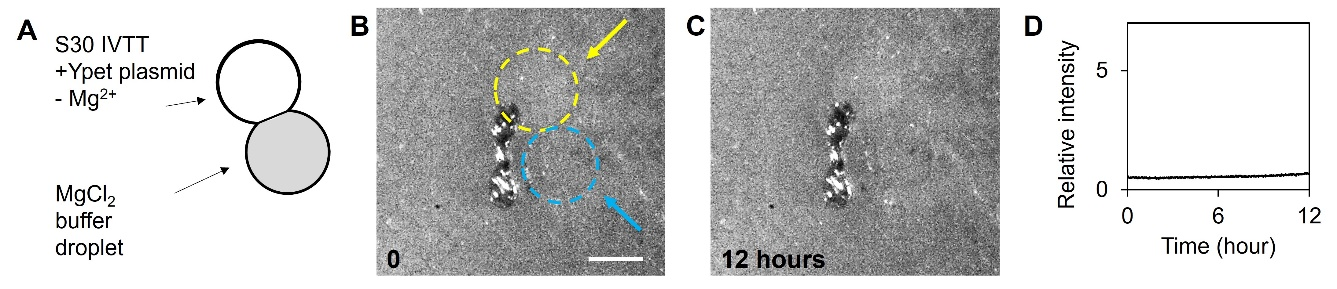 A
S30 IVTT
+Ypet plasmid
- Mg²⁺
MgCl₂
buffer
droplet
B
0
C
12 hours
D
Relative intensity
5
0
0 6 12
Time (hour)